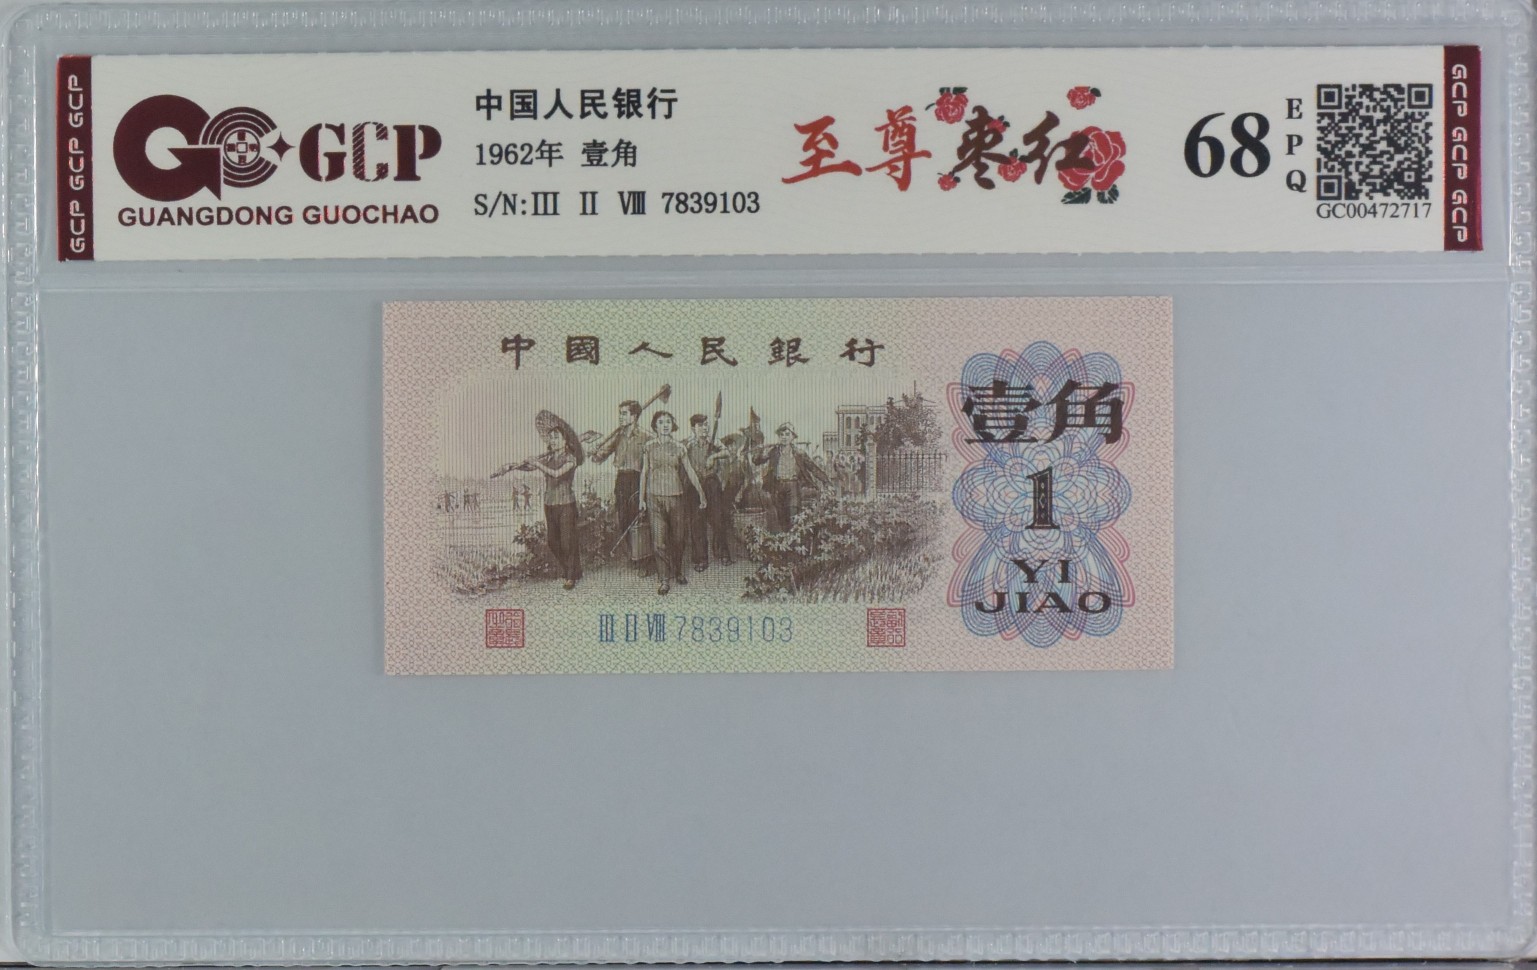 GCP GCP GCP
GCP
GUANGDONG GUOCHAO
中国人民银行
1962年 壹角
S/N:III II VIII 7839103
至尊枣红
68
EPQ
GC00472717
GCP GCP GCP
中國人民銀行
壹角
1
YI
JIAO
III II VIII 7839103